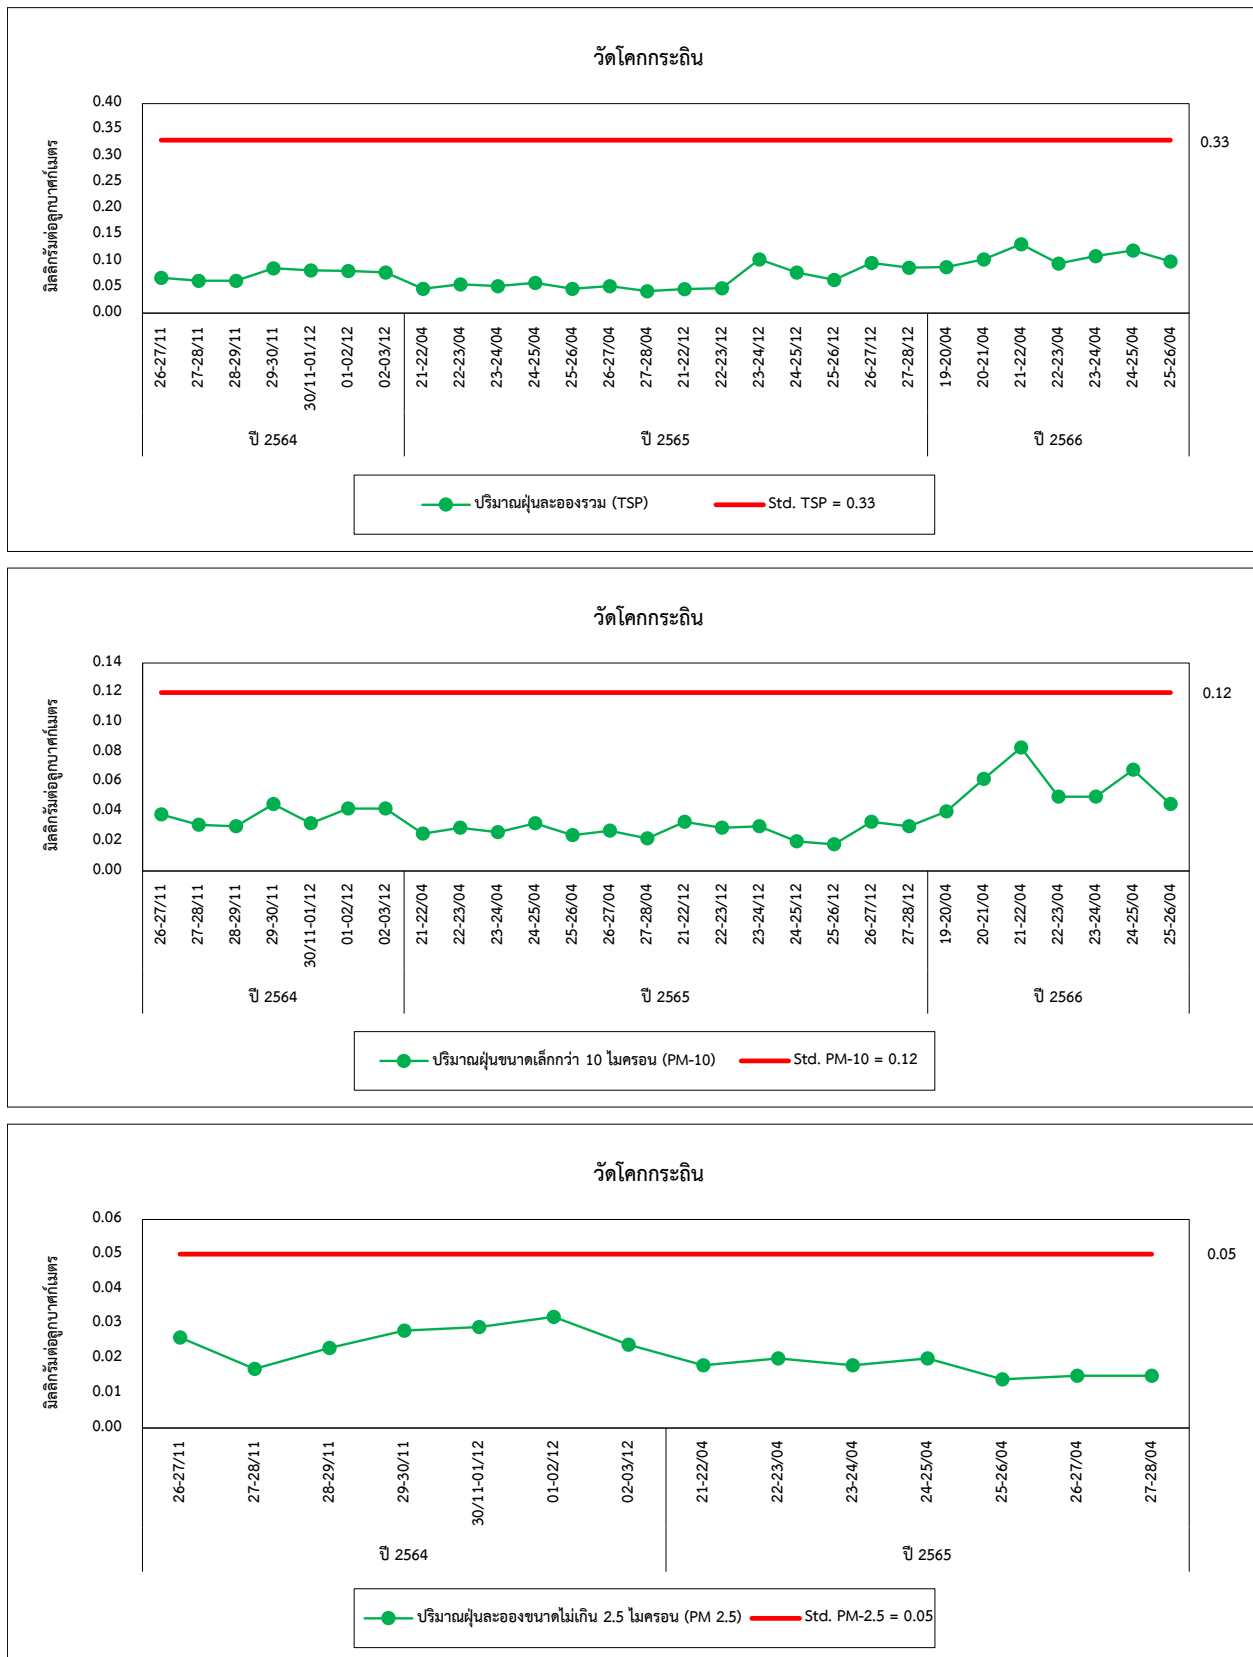 วัดโคกกระถิน
มิลลิกรัมต่อลูกบาศก์เมตร
0.40
0.35
0.30
0.25
0.20
0.15
0.10
0.05
0.00
0.33
26-27/11 27-28/11 28-29/11 29-30/11 30/11-01/12 01-02/12 02-03/12 21-22/04 22-23/04 23-24/04 24-25/04 25-26/04 26-27/04 27-28/04 21-22/12 22-23/12 23-24/12 24-25/12 25-26/12 26-27/12 27-28/12 19-20/04 20-21/04 21-22/04 22-23/04 23-24/04 24-25/04 25-26/04
ปี 2564 ปี 2565 ปี 2566
ปริมาณฝุ่นละอองรวม (TSP) Std. TSP = 0.33
วัดโคกกระถิน
มิลลิกรัมต่อลูกบาศก์เมตร
0.14
0.12
0.10
0.08
0.06
0.04
0.02
0.00
0.12
26-27/11 27-28/11 28-29/11 29-30/11 30/11-01/12 01-02/12 02-03/12 21-22/04 22-23/04 23-24/04 24-25/04 25-26/04 26-27/04 27-28/04 21-22/12 22-23/12 23-24/12 24-25/12 25-26/12 26-27/12 27-28/12 19-20/04 20-21/04 21-22/04 22-23/04 23-24/04 24-25/04 25-26/04
ปี 2564 ปี 2565 ปี 2566
ปริมาณฝุ่นขนาดเล็กกว่า 10 ไมครอน (PM-10) Std. PM-10 = 0.12
วัดโคกกระถิน
มิลลิกรัมต่อลูกบาศก์เมตร
0.06
0.05
0.04
0.03
0.02
0.01
0.00
0.05
26-27/11 27-28/11 28-29/11 29-30/11 30/11-01/12 01-02/12 02-03/12 21-22/04 22-23/04 23-24/04 24-25/04 25-26/04 26-27/04 27-28/04
ปี 2564 ปี 2565
ปริมาณฝุ่นละอองขนาดไม่เกิน 2.5 ไมครอน (PM 2.5) Std. PM-2.5 = 0.05